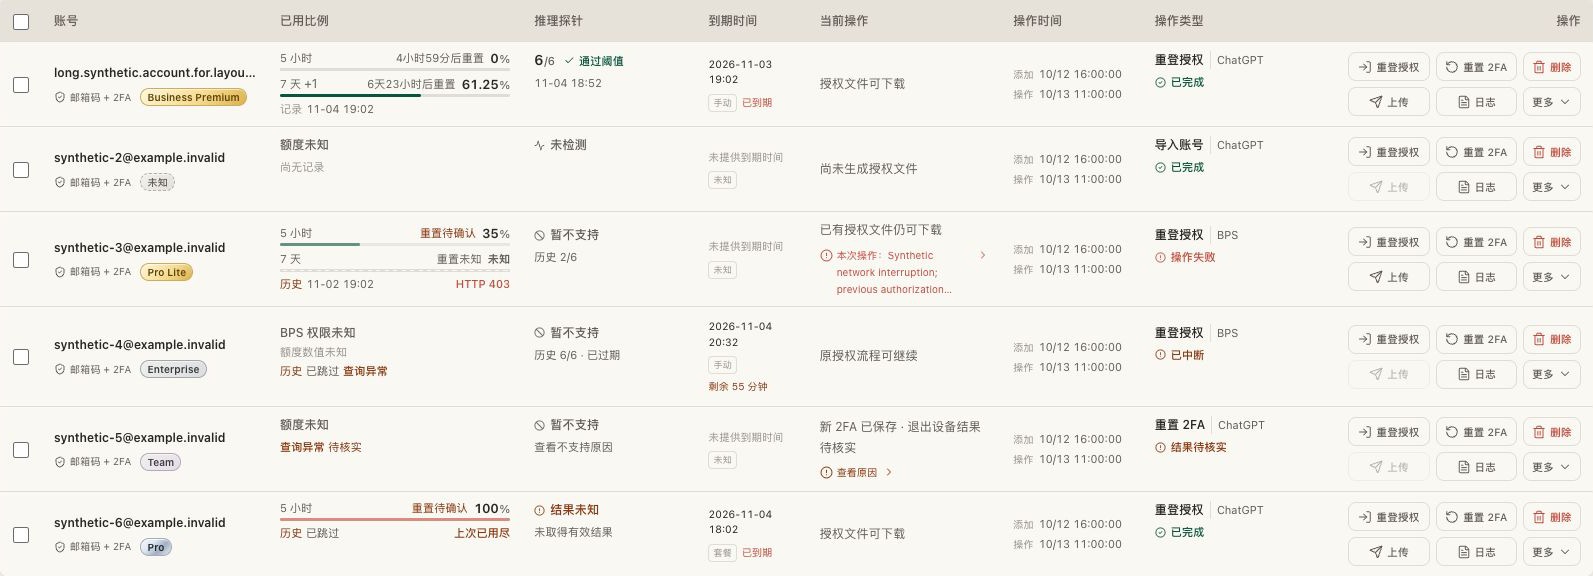 账号 已用比例 推理探针 到期时间 当前操作 操作时间 操作类型 操作
long.synthetic.account.for.layou...
邮箱码 + 2FA Business Premium
5 小时 4小时59分后重置 0%
7 天 +1 6天23小时后重置 61.25%
记录 11-04 19:02
6/6 通过阈值
11-04 18:52
2026-11-03
19:02
手动 已到期
授权文件可下载
添加 10/12 16:00:00
操作 10/13 11:00:00
重登授权 ChatGPT
已完成
重登授权 重置 2FA 删除
上传 日志 更多
synthetic-2@example.invalid
邮箱码 + 2FA 未知
额度未知
尚无记录
未检测
未提供到期时间
未知
尚未生成授权文件
添加 10/12 16:00:00
操作 10/13 11:00:00
导入账号 ChatGPT
已完成
重登授权 重置 2FA 删除
上传 日志 更多
synthetic-3@example.invalid
邮箱码 + 2FA Pro Lite
5 小时 重置待确认 35%
7 天 重置未知 未知
历史 11-02 19:02 HTTP 403
暂不支持
历史 2/6
未提供到期时间
未知
已有授权文件仍可下载
本次操作：Synthetic
network interruption;
previous authorization...
添加 10/12 16:00:00
操作 10/13 11:00:00
重登授权 BPS
操作失败
重登授权 重置 2FA 删除
上传 日志 更多
synthetic-4@example.invalid
邮箱码 + 2FA Enterprise
BPS 权限未知
额度数值未知
历史 已跳过 查询异常
暂不支持
历史 6/6 · 已过期
2026-11-04
20:32
手动
剩余 55 分钟
原授权流程可继续
添加 10/12 16:00:00
操作 10/13 11:00:00
重登授权 BPS
已中断
重登授权 重置 2FA 删除
上传 日志 更多
synthetic-5@example.invalid
邮箱码 + 2FA Team
额度未知
查询异常 待核实
暂不支持
查看不支持原因
未提供到期时间
未知
新 2FA 已保存 · 退出设备结果
待核实
查看原因
添加 10/12 16:00:00
操作 10/13 11:00:00
重置 2FA ChatGPT
结果待核实
重登授权 重置 2FA 删除
上传 日志 更多
synthetic-6@example.invalid
邮箱码 + 2FA Pro
5 小时 重置待确认 100%
历史 已跳过 上次已用尽
结果未知
未取得有效结果
2026-11-04
18:02
套餐 已到期
授权文件可下载
添加 10/12 16:00:00
操作 10/13 11:00:00
重登授权 ChatGPT
已完成
重登授权 重置 2FA 删除
上传 日志 更多